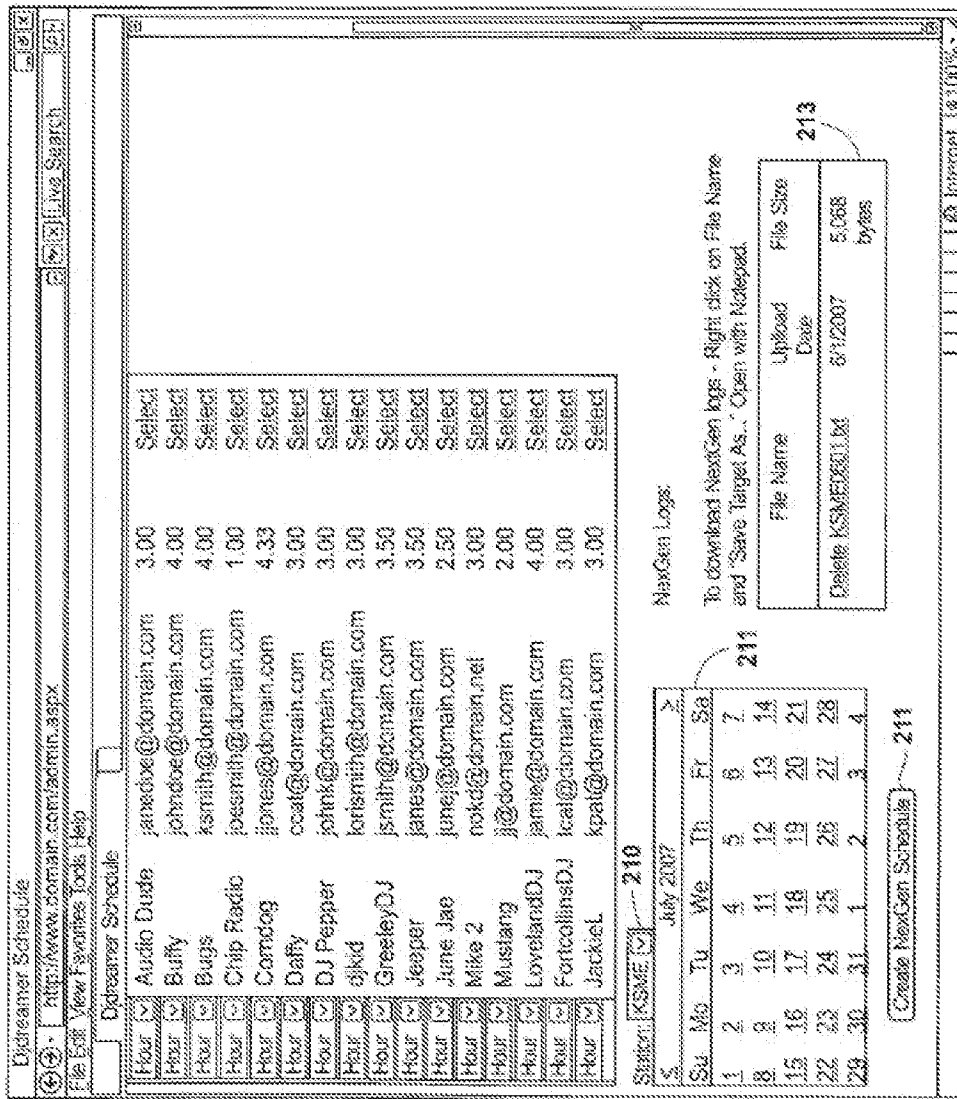 Djdreamer Schedule
http://www.doman.com/admn.aspx
Live Search
File Edit View Favorites Tools Help
Djdreamer Schedule
Hour Audio Dude janedoe@domain.com 3.00 Select
Hour Buffy johndoe@domain.com 4.00 Select
Hour Bugs ksmith@domain.com 4.00 Select
Hour Chip Radio jpessmith@domain.com 1.00 Select
Hour Corndog jjones@domain.com 4.33 Select
Hour Daffy ccat@domain.com 3.00 Select
Hour DJ Pepper johnk@domain.com 3.00 Select
Hour djkid lorismith@domain.com 3.00 Select
Hour GreeleyDJ jsmith@domain.com 3.50 Select
Hour Jeeper janes@domain.com 3.50 Select
Hour June Jae junej@domain.com 2.50 Select
Hour Mike 2 nokd@domain.net 3.00 Select
Hour Mustang jj@domain.com 2.00 Select
Hour LovelandDJ jamie@domain.com 4.00 Select
Hour FortcollinsDJ tcal@domain.com 3.00 Select
Hour JackieL kpat@domain.com 3.00 Select
Station: KSME 210
< July 2007 >
Su Mo Tu We Th Fr Sa
1 2 3 4 5 6 7
8 9 10 11 12 13 14
15 16 17 18 19 20 21
22 23 24 25 26 27 28
29 30 31 1 2 3 4
211
Create NexGen Schedule 211
NexGen Logs:
To download NexGen logs - Right click on File Name
and "Save Target As..." Open with Notepad.
File Name Upload Date File Size
Delete KSME0601.txt 6/1/2007 5,068 bytes
213
Internet 100%